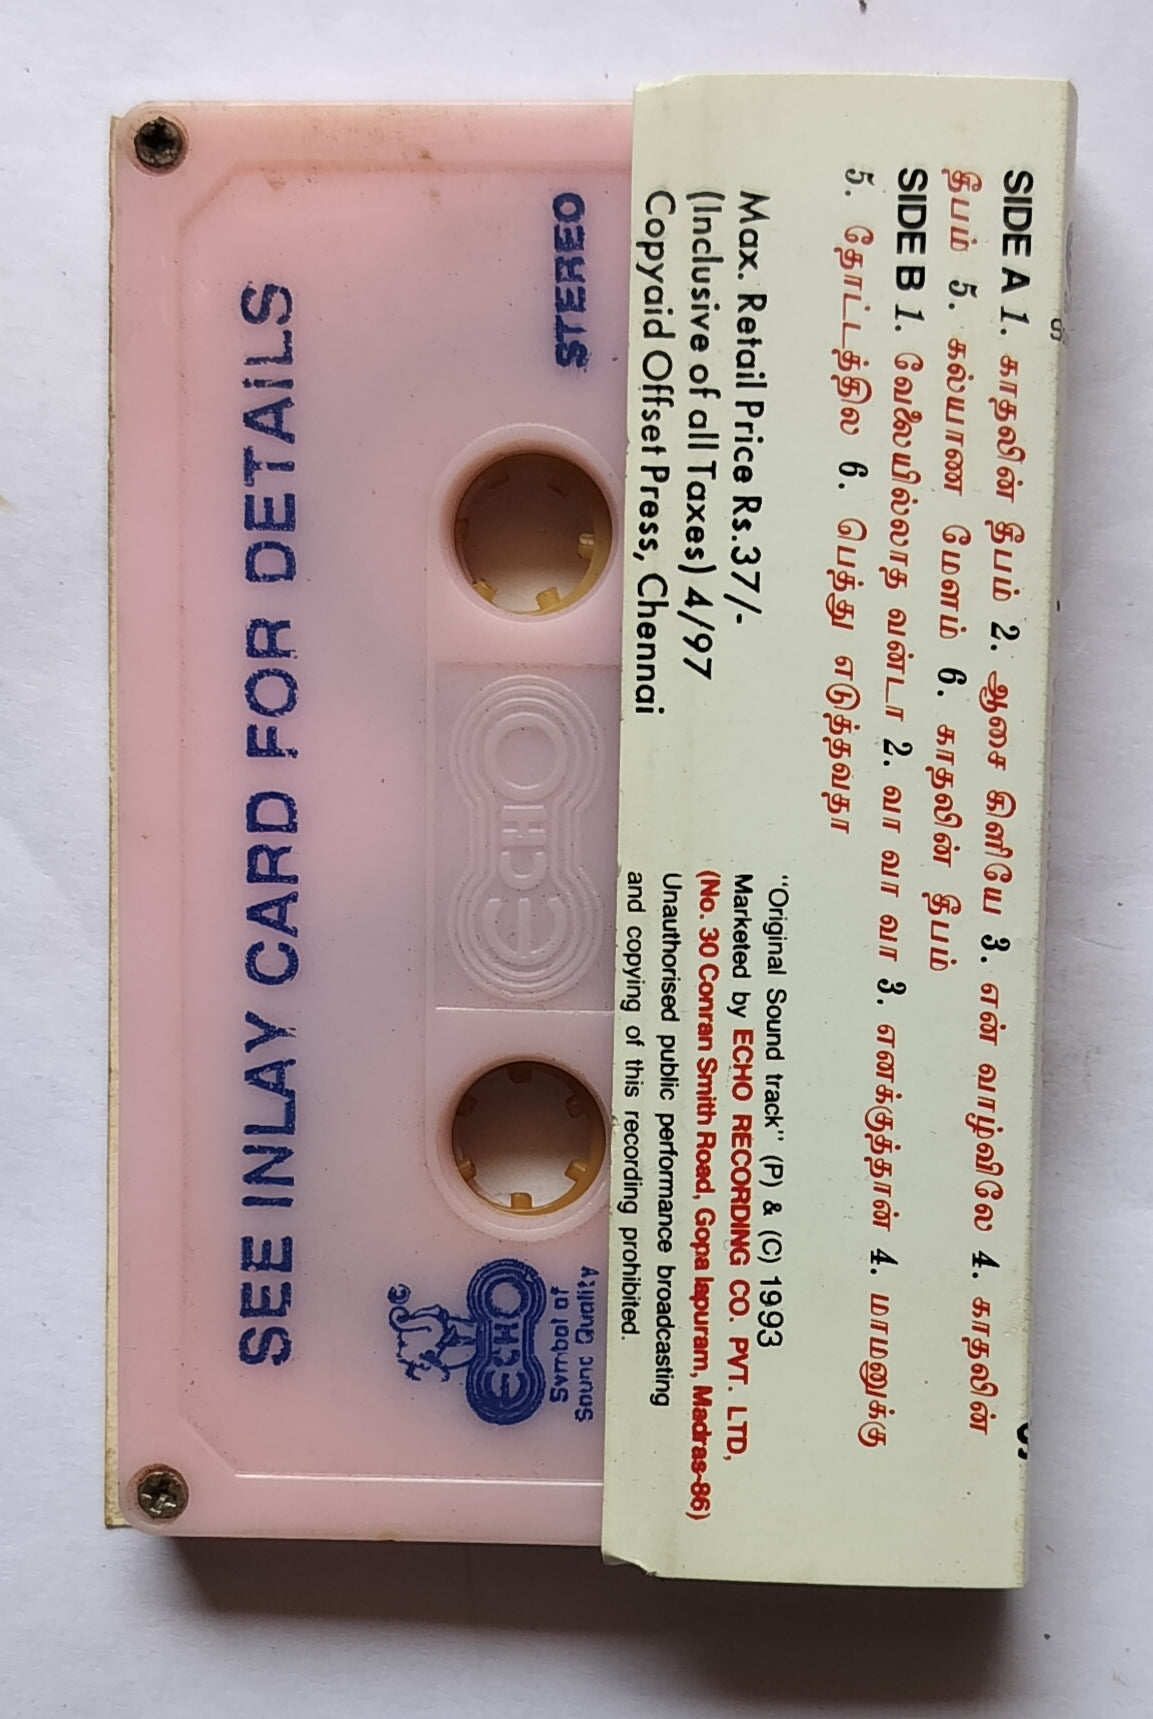 SIDE A 1. காதலின் தீபம் 2. ஆசை கிளியே 3. என் வாழ்விலே 4. காதலின்
தீபம் 5. கல்யாண மேளம் 6. காதலின் தீபம்
SIDE B 1. வேலையில்லாத வன்டா 2. வா வா வா 3. எனக்குத்தான் 4. மாமனுக்கு
5. தோட்டத்தில 6. பெத்து எடுத்தவதா
Max. Retail Price Rs.37/-
(Inclusive of all Taxes) 4/97
Copyaid Offset Press, Chennai
"Original Sound track" (P) & (C) 1993
Marketed by ECHO RECORDING CO. PVT. LTD,
(No. 30 Conran Smith Road, Gopa lapuram, Madras-86)
Unauthorised public performance broadcasting
and copying of this recording prohibited.
STEREO
ECHO
Symbol of
Sound Quality
ECHO
SEE INLAY CARD FOR DETAILS